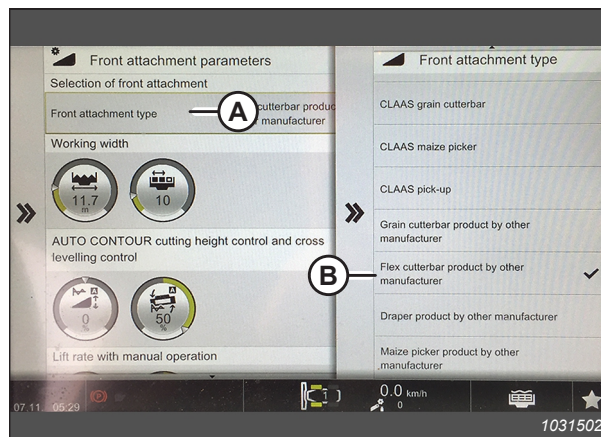 Front attachment parameters
Selection of front attachment
Front attachment type
A
cutterbar produc
manufacturer
Working width
11.7
m
10
AUTO CONTOUR cutting height control and cross
levelling control
0
%
50
%
Lift rate with manual operation
Front attachment type
CLAAS grain cutterbar
CLAAS maize picker
CLAAS pick-up
Grain cutterbar product by other
manufacturer
B
Flex cutterbar product by other
manufacturer
Draper product by other manufacturer
Maize picker product by other
manufacturer
07.11. 05:29
0.0 km/h
0
1031502